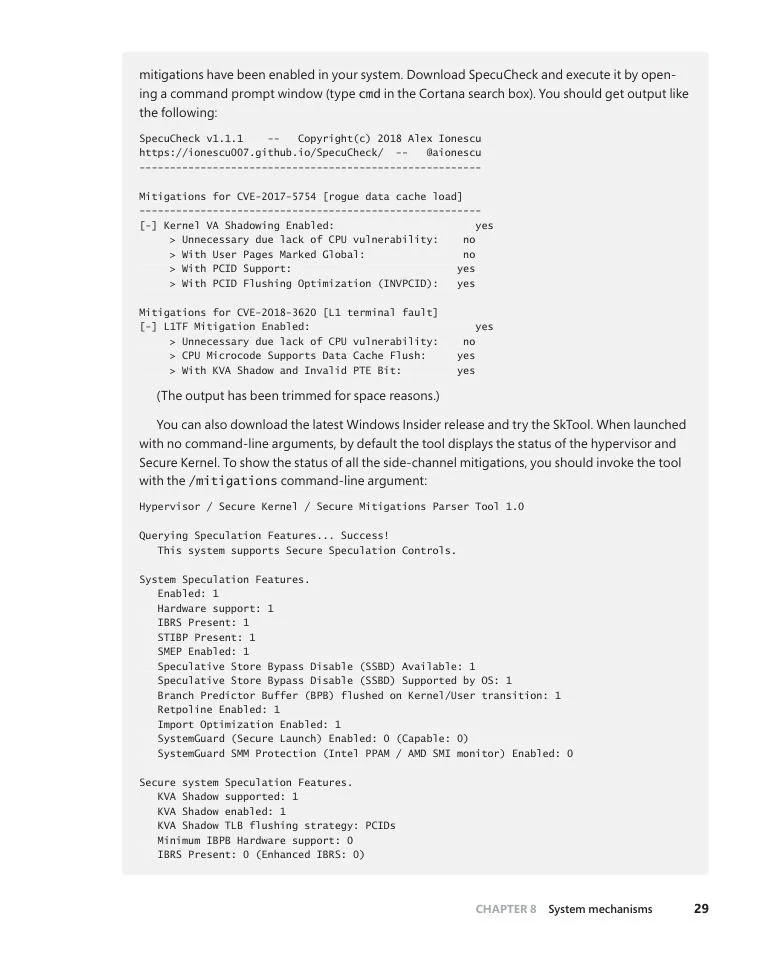 mitigations have been enabled in your system. Download SpecuCheck and execute it by open-
ing a command prompt window (type cmd in the Cortana search box). You should get output like
the following:
SpecuCheck v1.1.1    --   Copyright(c) 2018 Alex Ionescu
https://ionescu007.github.io/SpecuCheck/  --   @aionescu
--------------------------------------------------------
Mitigations for CVE-2017-5754 [rogue data cache load]
--------------------------------------------------------
[-] Kernel VA Shadowing Enabled:                       yes
     > Unnecessary due lack of CPU vulnerability:    no
     > With User Pages Marked Global:                no
     > With PCID Support:                           yes
     > With PCID Flushing Optimization (INVPCID):   yes
Mitigations for CVE-2018-3620 [L1 terminal fault]
[-] L1TF Mitigation Enabled:                           yes
     > Unnecessary due lack of CPU vulnerability:    no
     > CPU Microcode Supports Data Cache Flush:     yes
     > With KVA Shadow and Invalid PTE Bit:         yes
(The output has been trimmed for space reasons.)
You can also download the latest Windows Insider release and try the SkTool. When launched
with no command-line arguments, by default the tool displays the status of the hypervisor and
Secure Kernel. To show the status of all the side-channel mitigations, you should invoke the tool
with the /mitigations command-line argument:
Hypervisor / Secure Kernel / Secure Mitigations Parser Tool 1.0
Querying Speculation Features... Success!
   This system supports Secure Speculation Controls.
System Speculation Features.
   Enabled: 1
   Hardware support: 1
   IBRS Present: 1
   STIBP Present: 1
   SMEP Enabled: 1
   Speculative Store Bypass Disable (SSBD) Available: 1
   Speculative Store Bypass Disable (SSBD) Supported by OS: 1
   Branch Predictor Buffer (BPB) flushed on Kernel/User transition: 1
   Retpoline Enabled: 1
   Import Optimization Enabled: 1
   SystemGuard (Secure Launch) Enabled: 0 (Capable: 0)
   SystemGuard SMM Protection (Intel PPAM / AMD SMI monitor) Enabled: 0
Secure system Speculation Features.
   KVA Shadow supported: 1
   KVA Shadow enabled: 1
   KVA Shadow TLB flushing strategy: PCIDs
   Minimum IBPB Hardware support: 0
   IBRS Present: 0 (Enhanced IBRS: 0)
CHAPTER 8   System mechanisms   29